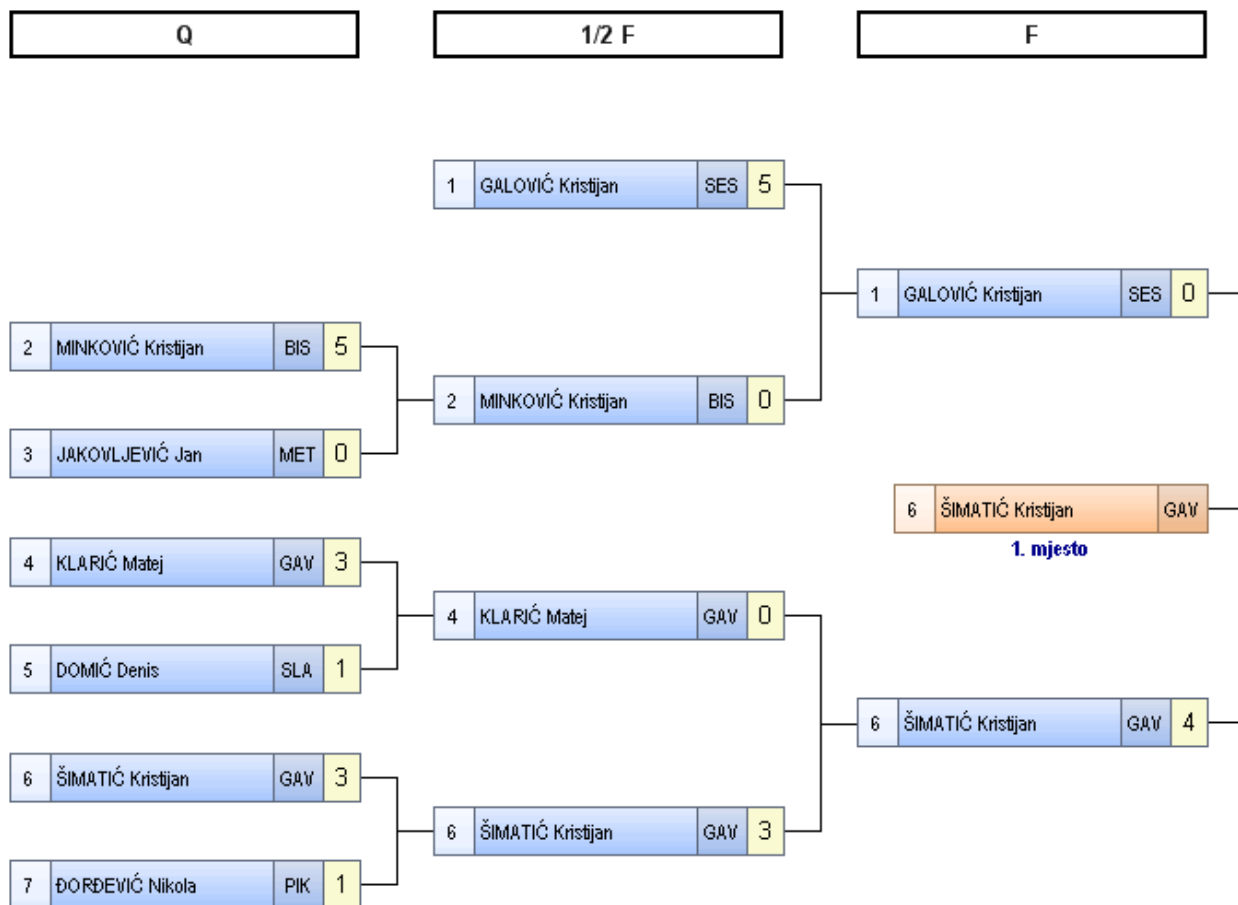 Q 1/2 F F
1 GALOVIĆ Kristijan SES 5
1 GALOVIĆ Kristijan SES 0
2 MINKOVIĆ Kristijan BIS 5
2 MINKOVIĆ Kristijan BIS 0
3 JAKOVLJEVIĆ Jan MET 0
6 ŠIMATIĆ Kristijan GAV
1. mjesto
4 KLARIĆ Matej GAV 3
4 KLARIĆ Matej GAV 0
5 DOMIĆ Denis SLA 1
6 ŠIMATIĆ Kristijan GAV 4
6 ŠIMATIĆ Kristijan GAV 3
6 ŠIMATIĆ Kristijan GAV 3
7 ĐORĐEVIĆ Nikola PIK 1